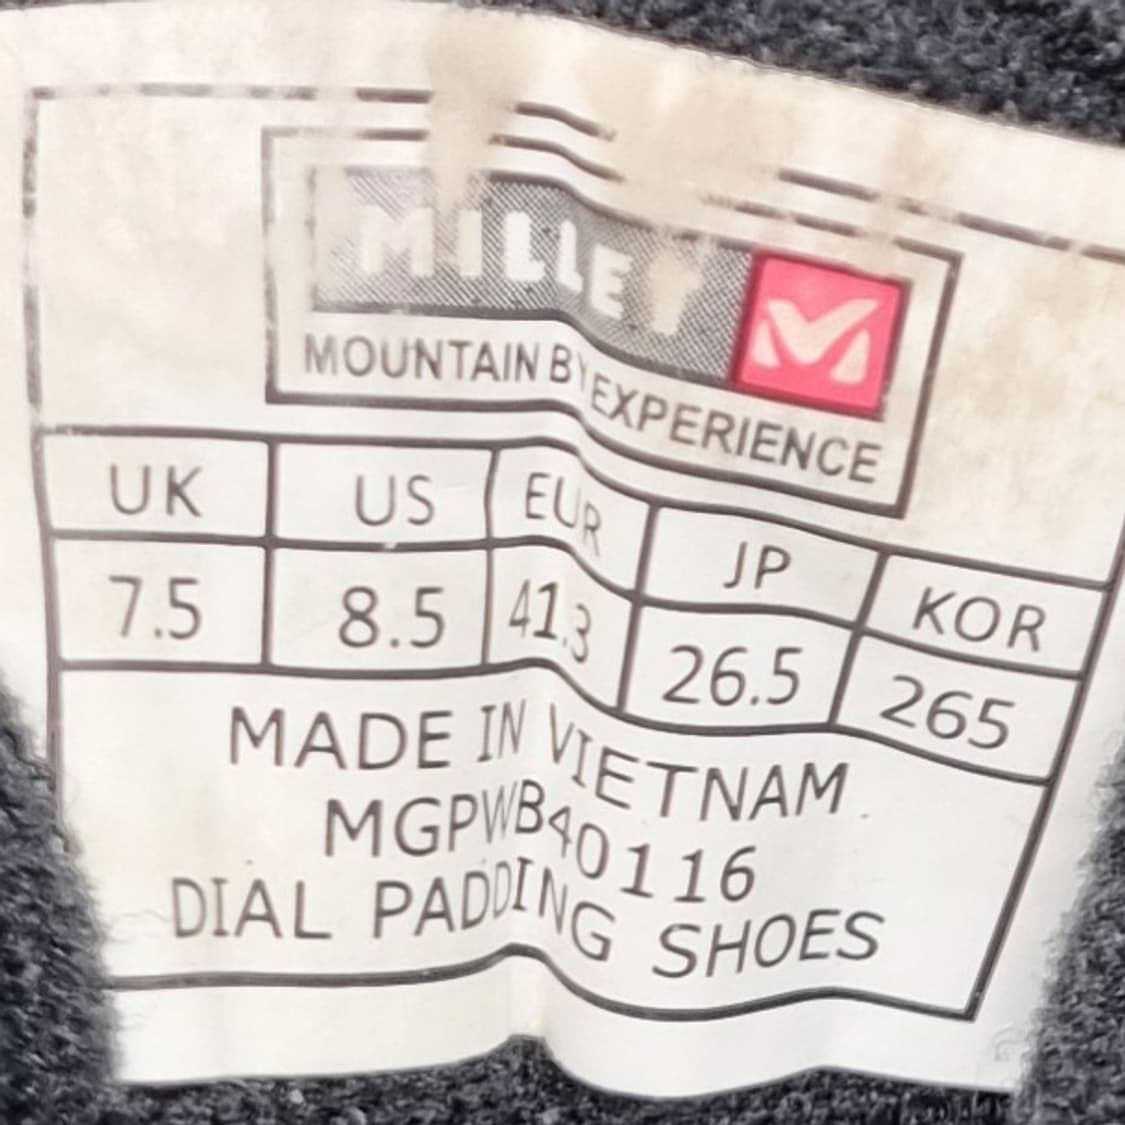 MILLET M
MOUNTAIN BY EXPERIENCE
UK US EUR JP KOR
7.5 8.5 41.3 26.5 265
MADE IN VIETNAM
MGPWB40116
DIAL PADDING SHOES